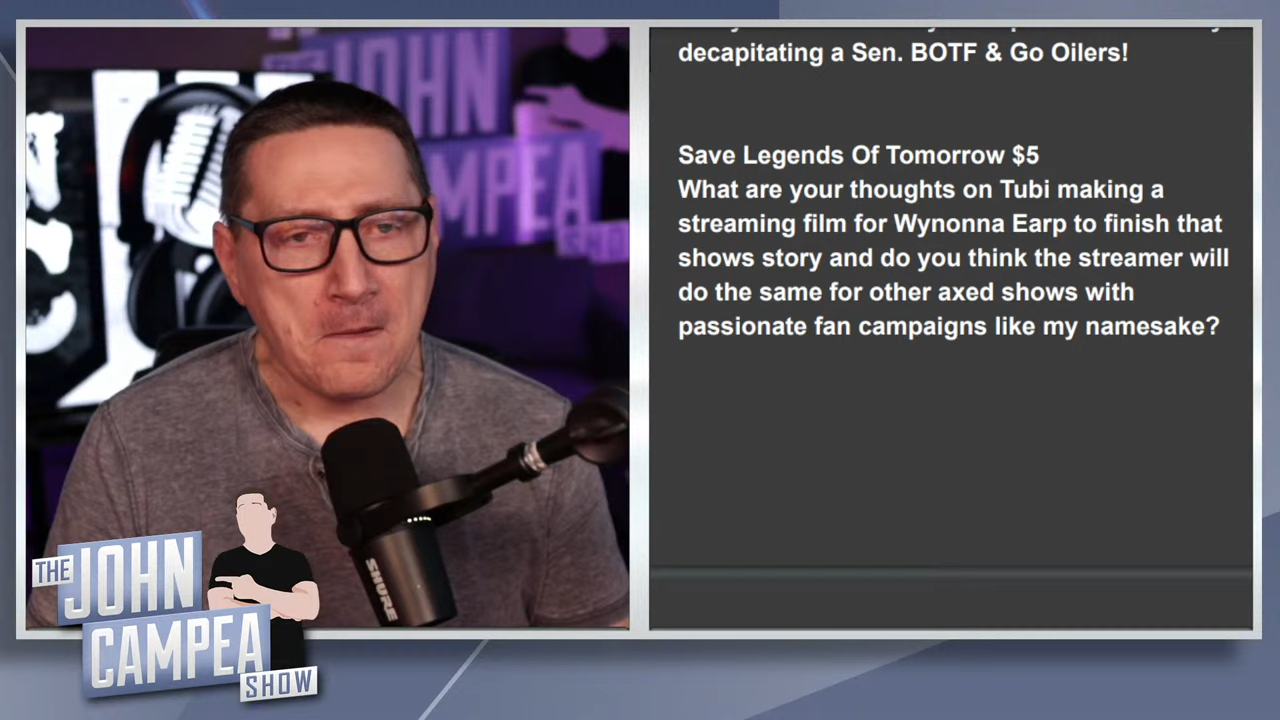 decapitating a Sen. BOTF & Go Oilers!
Save Legends Of Tomorrow $5
What are your thoughts on Tubi making a
streaming film for Wynonna Earp to finish that
shows story and do you think the streamer will
do the same for other axed shows with
passionate fan campaigns like my namesake?
JOHN
SHURE
THE
JOHN
CAMPEA
SHOW